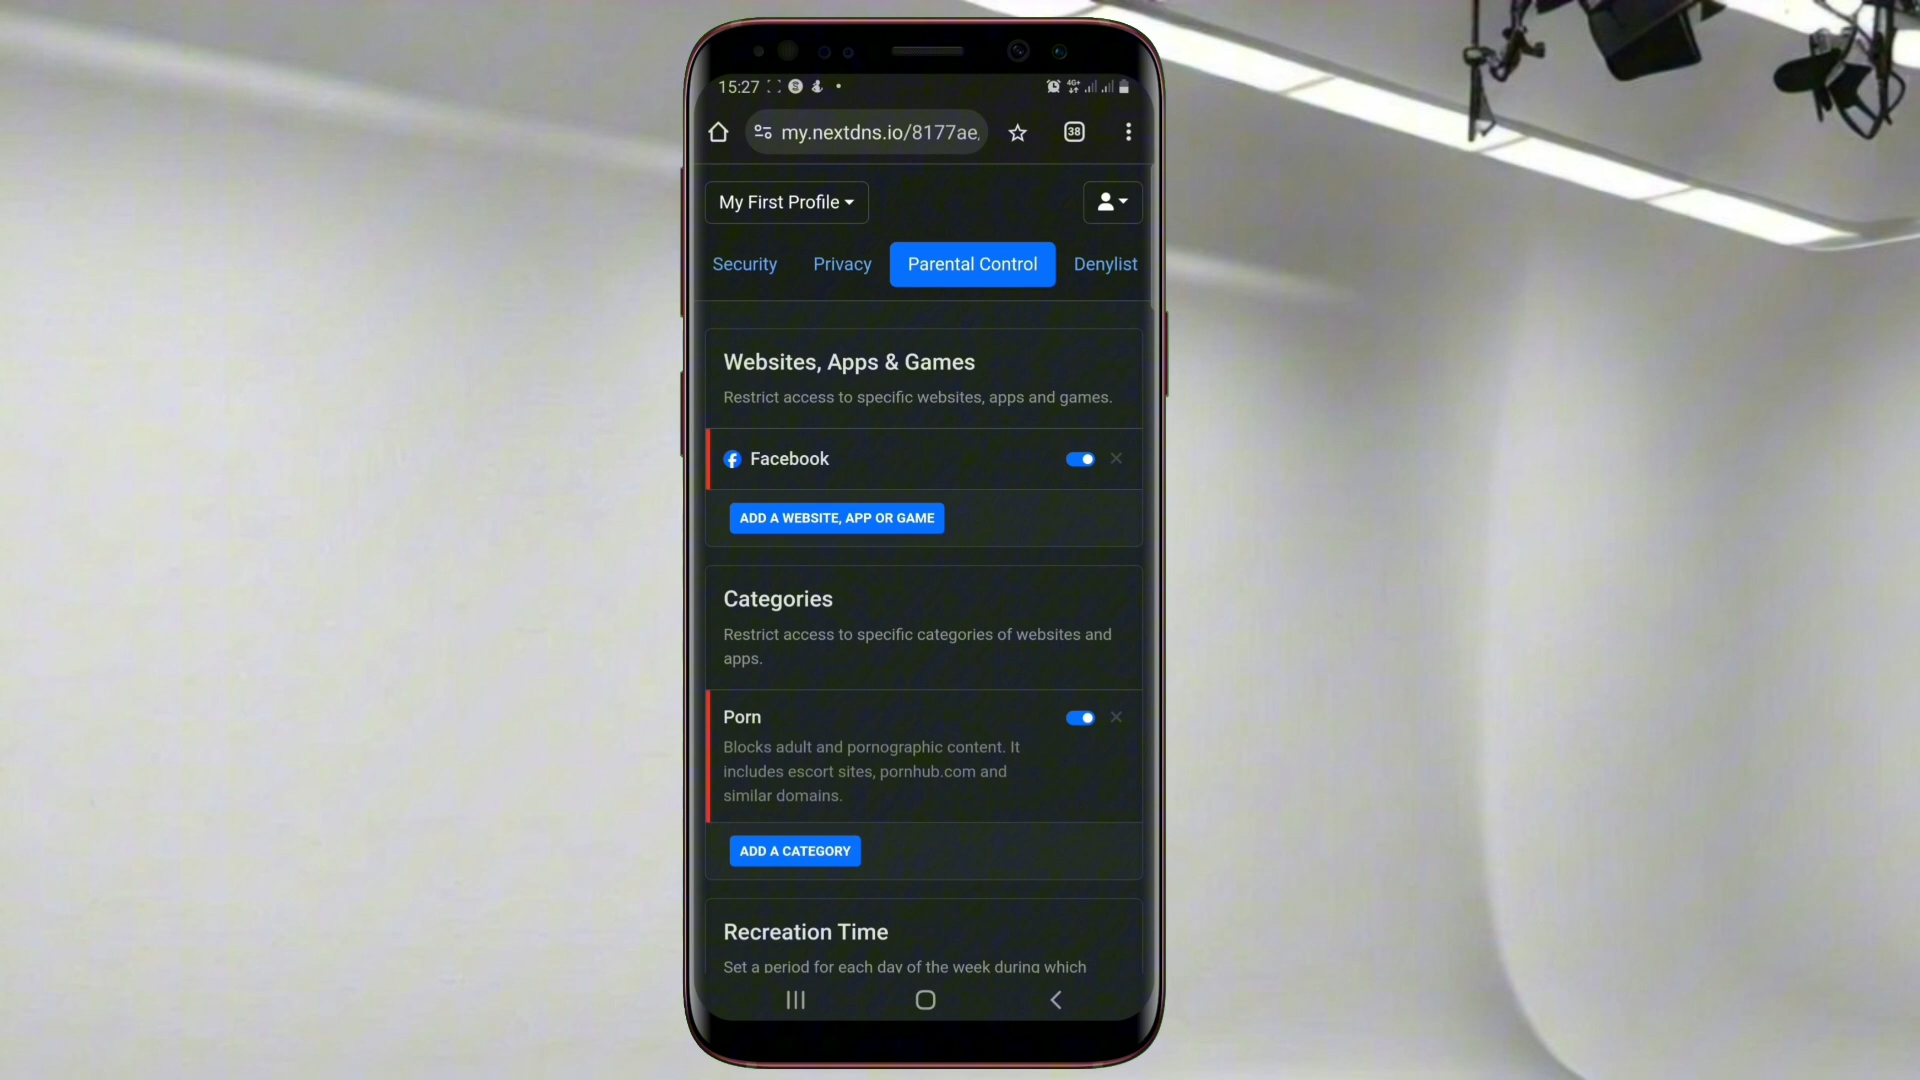 15:27
4G+
my.nextdns.io/8177ae
38
My First Profile
Security Privacy Parental Control Denylist
Websites, Apps & Games
Restrict access to specific websites, apps and games.
Facebook
ADD A WEBSITE, APP OR GAME
Categories
Restrict access to specific categories of websites and
apps.
Porn
Blocks adult and pornographic content. It
includes escort sites, pornhub.com and
similar domains.
ADD A CATEGORY
Recreation Time
Set a period for each day of the week during which